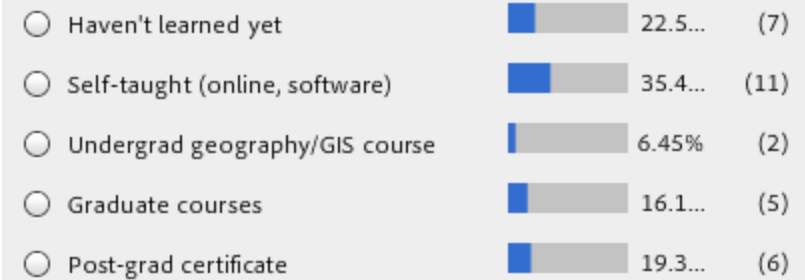 Haven't learned yet 22.5... (7)
Self-taught (online, software) 35.4... (11)
Undergrad geography/GIS course 6.45% (2)
Graduate courses 16.1... (5)
Post-grad certificate 19.3... (6)